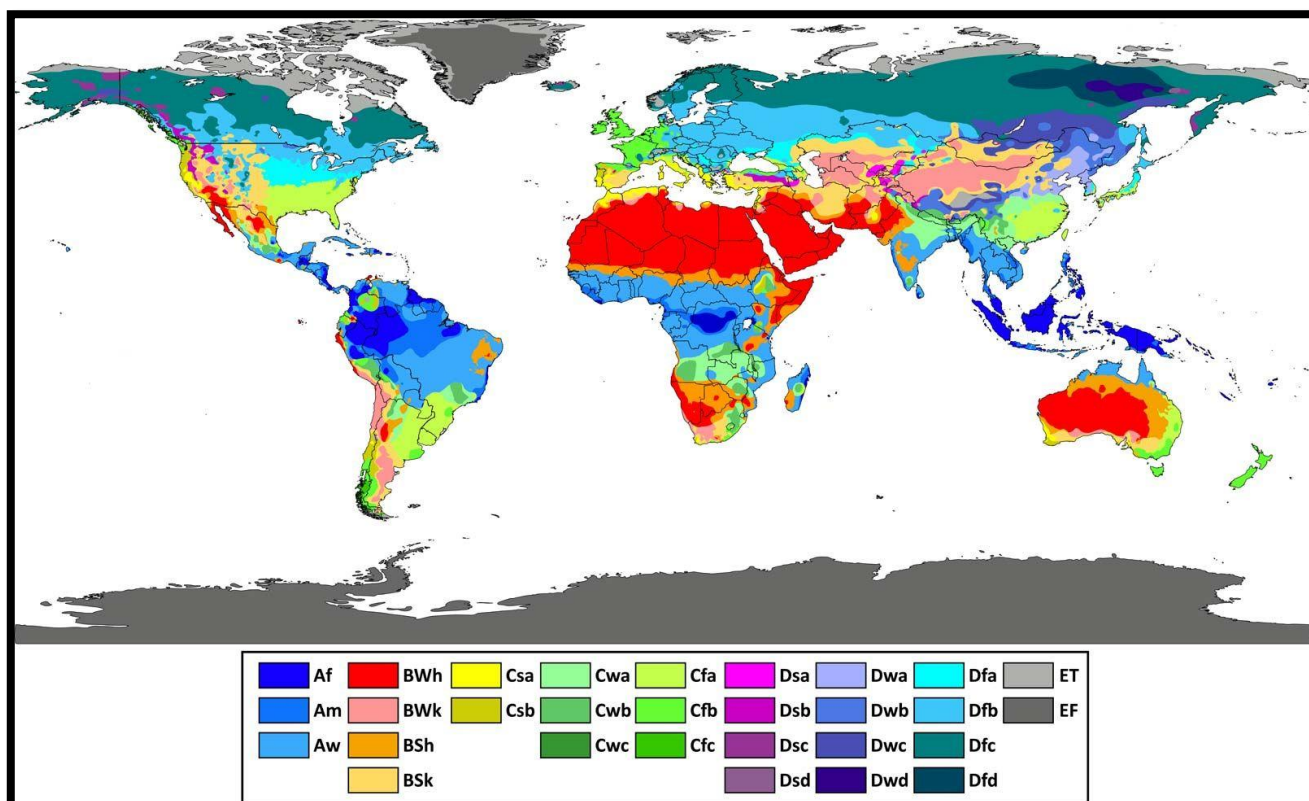 Af BWh Csa Cwa Cfa Dsa Dwa Dfa ET
Am BWk Csb Cwb Cfb Dsb Dwb Dfb EF
Aw BSh Cwc Cfc Dsc Dwc Dfc
BSk Dsd Dwd Dfd